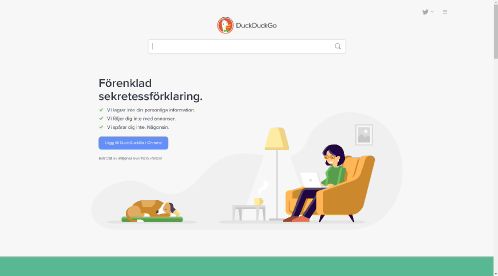 DuckDuckGo
Förenklad
sekretessförklaring.
Vi lagrar inte din personliga information.
Vi följer dig inte med annonser.
Vi spårar dig inte. Någonsin.
Lägg till DuckDuckGo i Chrome